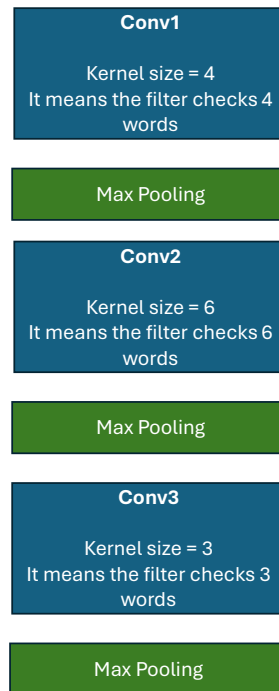 Conv1
Kernel size = 4
It means the filter checks 4
words
Max Pooling
Conv2
Kernel size = 6
It means the filter checks 6
words
Max Pooling
Conv3
Kernel size = 3
It means the filter checks 3
words
Max Pooling